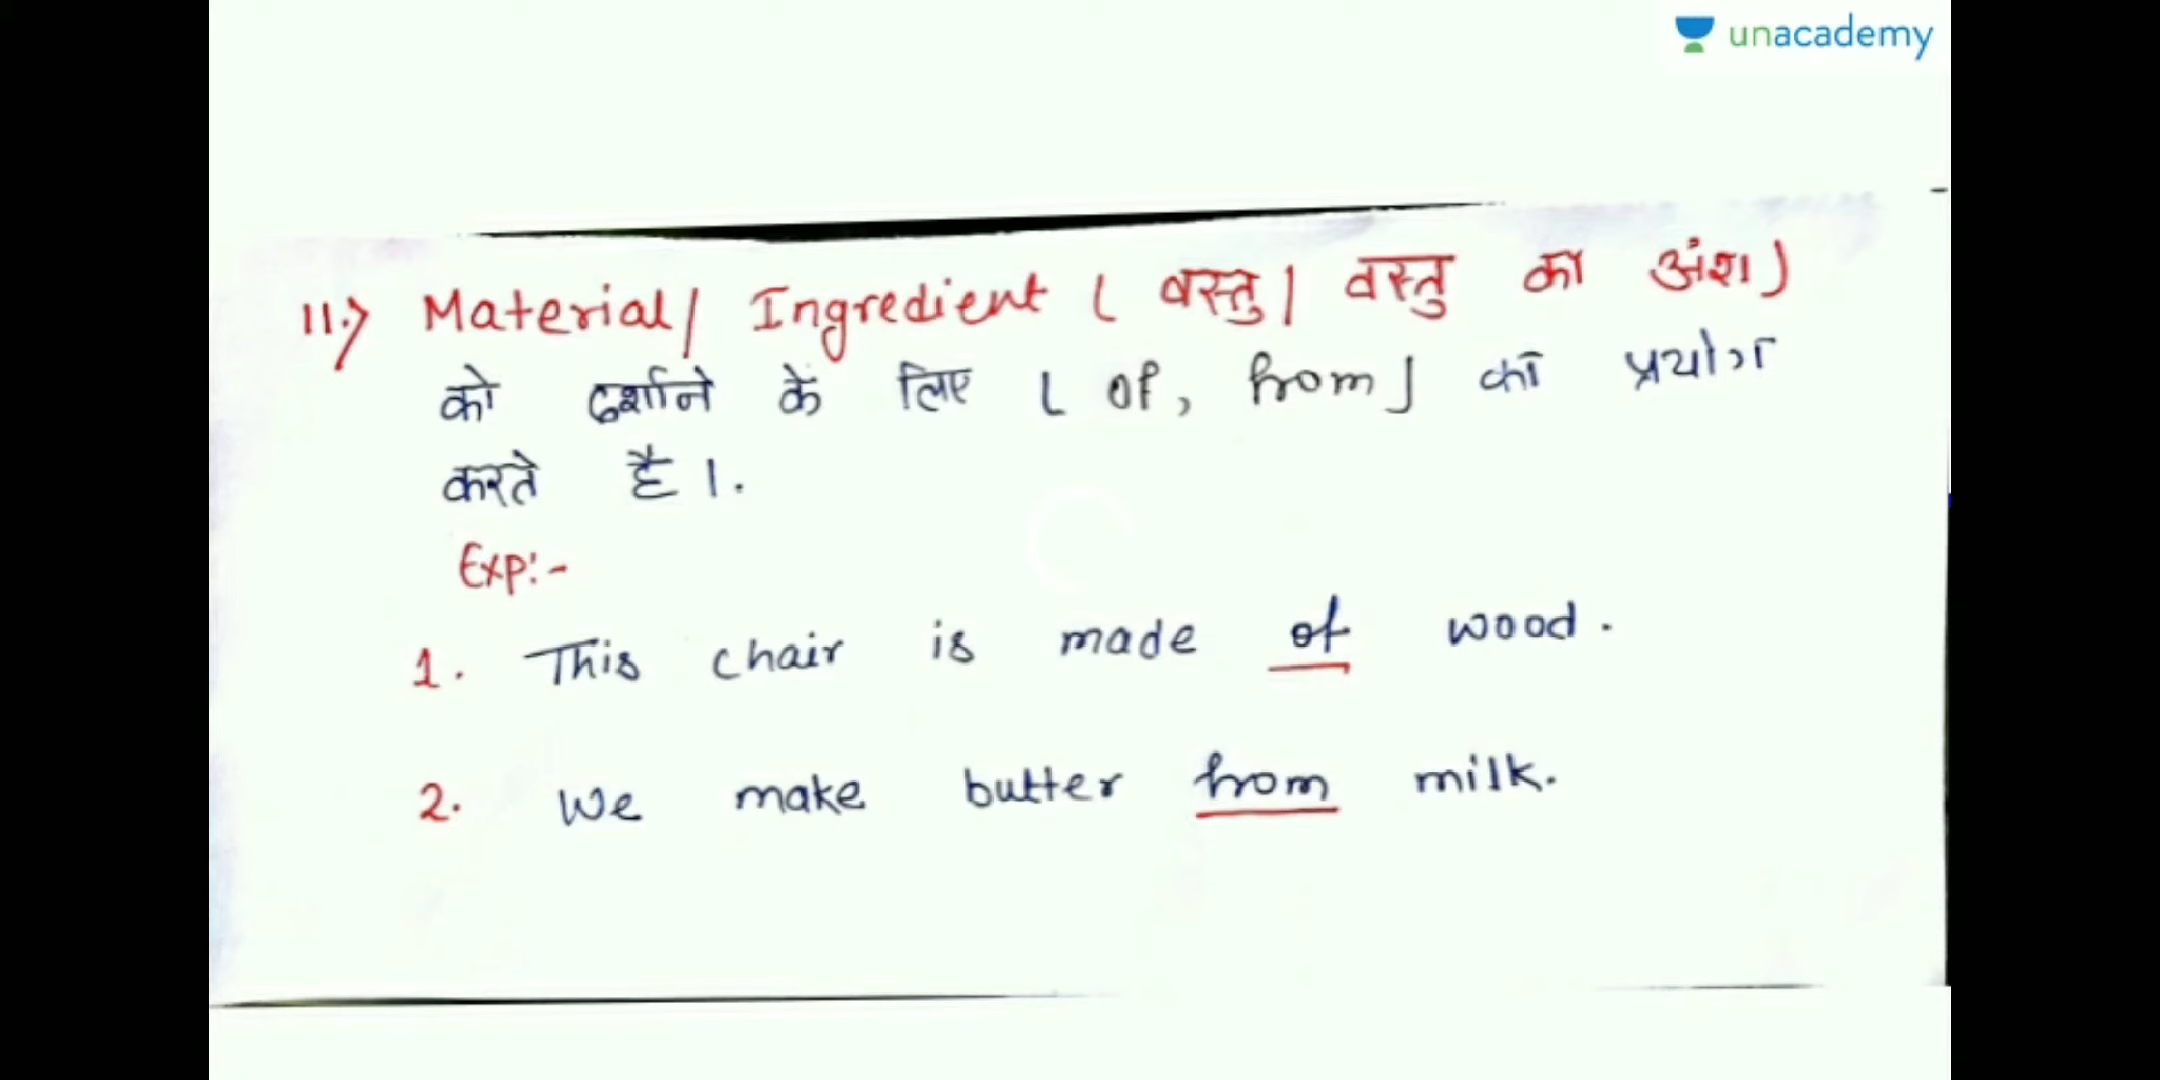 unacademy
11.) Material/ Ingredient ( वस्तु/ वस्तु का अंश)
को दर्शाने के लिए ( of, from) का प्रयोग
करते है।.
Exp:-
1. This chair is made of wood.
2. We make butter from milk.